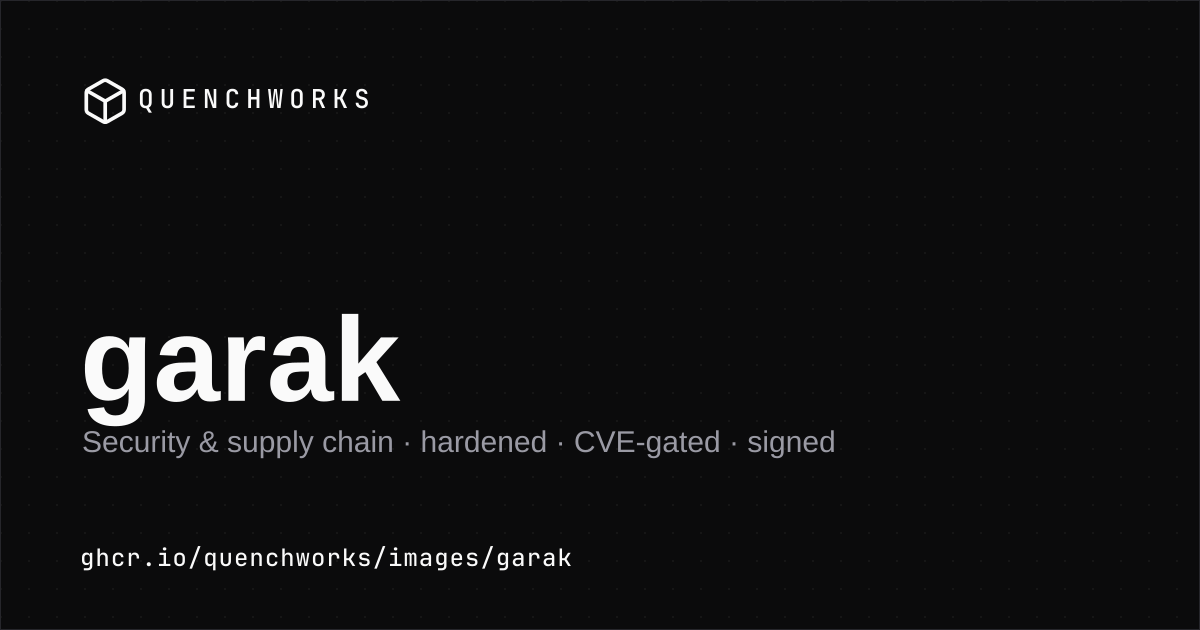 QUENCHWORKS
garak
Security & supply chain · hardened · CVE-gated · signed
ghcr.io/quenchworks/images/garak